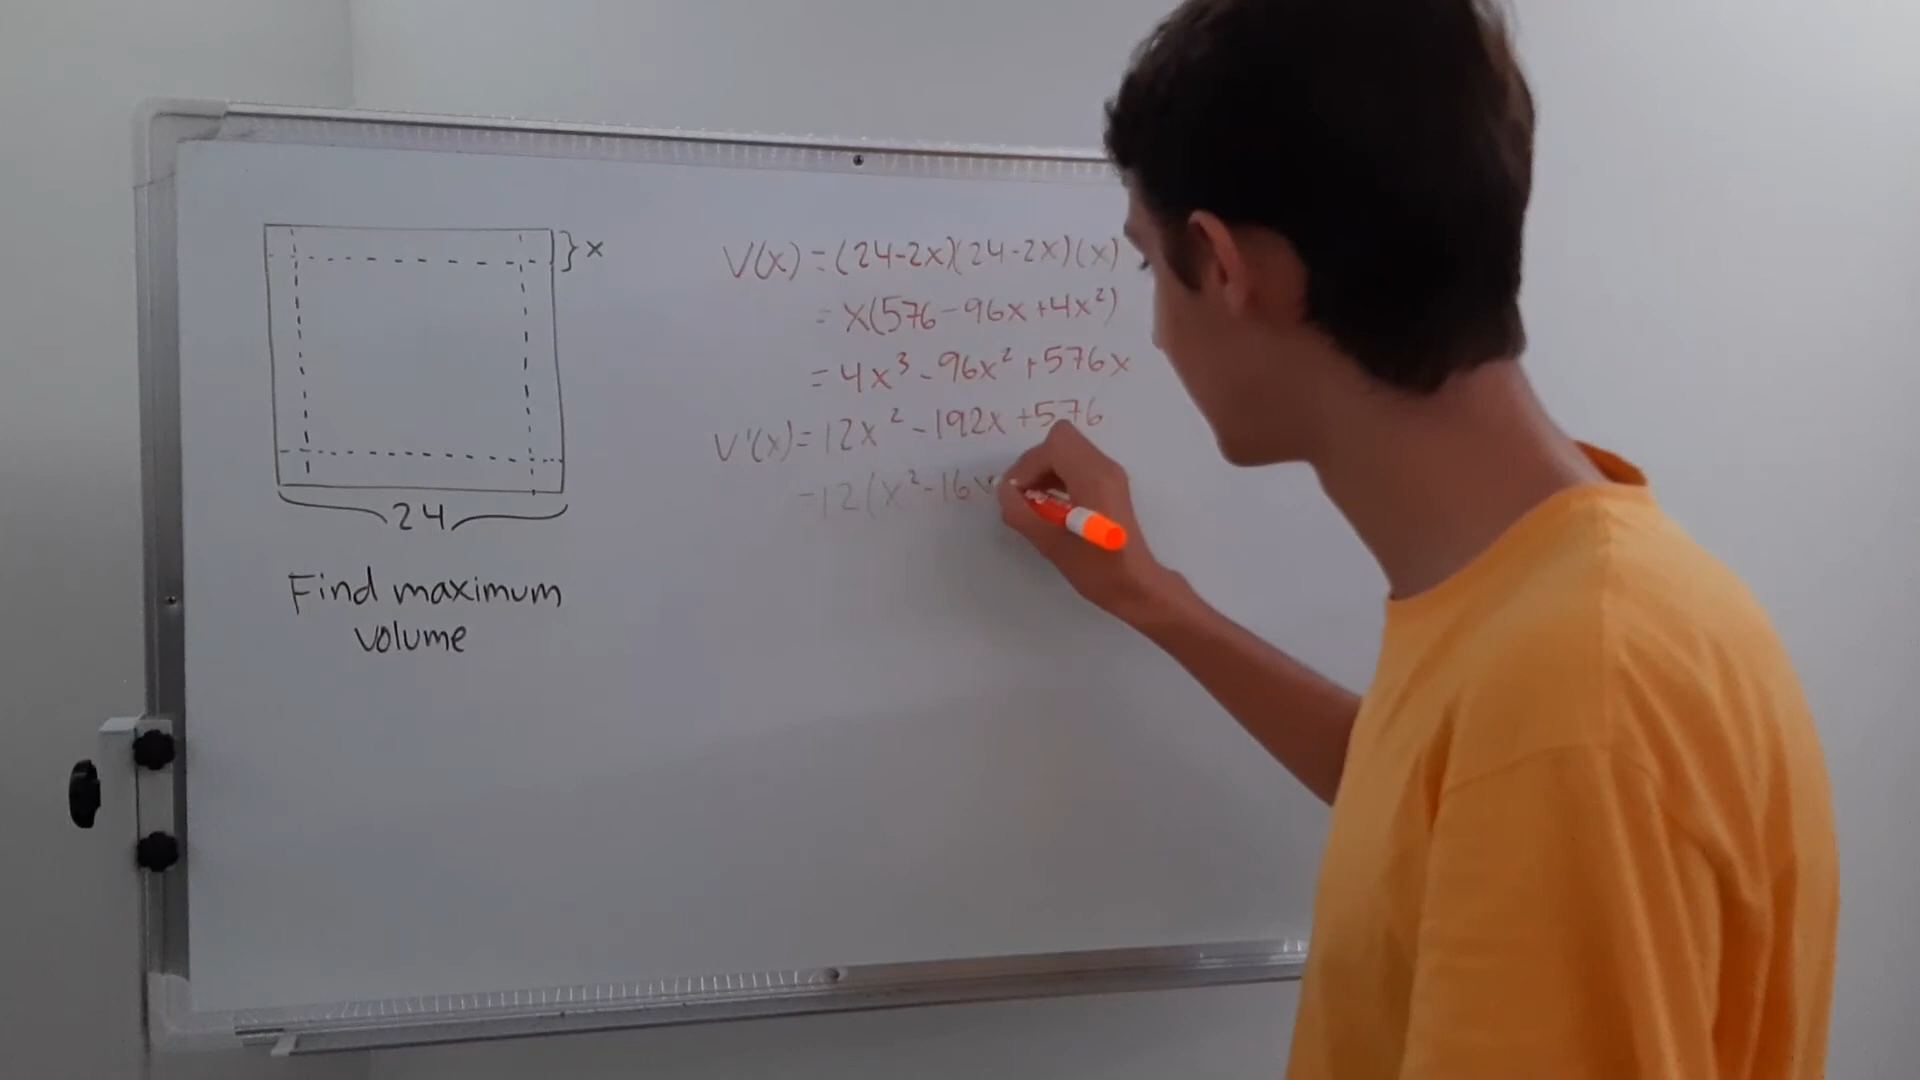 x
24
Find maximum
volume
V(x) = (24-2x)(24-2x)(x)
= x(576-96x+4x²)
= 4x³-96x²+576x
V'(x) = 12x²-192x+576
=12(x²-16x